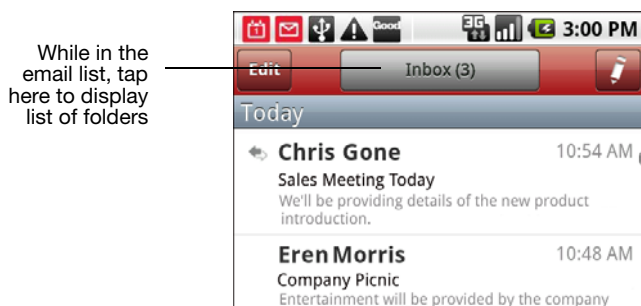 While in the
email list, tap
here to display
list of folders
Good
3G
3:00 PM
Edit
Inbox (3)
Today
Chris Gone
10:54 AM
Sales Meeting Today
We'll be providing details of the new product
introduction.
Eren Morris
10:48 AM
Company Picnic
Entertainment will be provided by the company